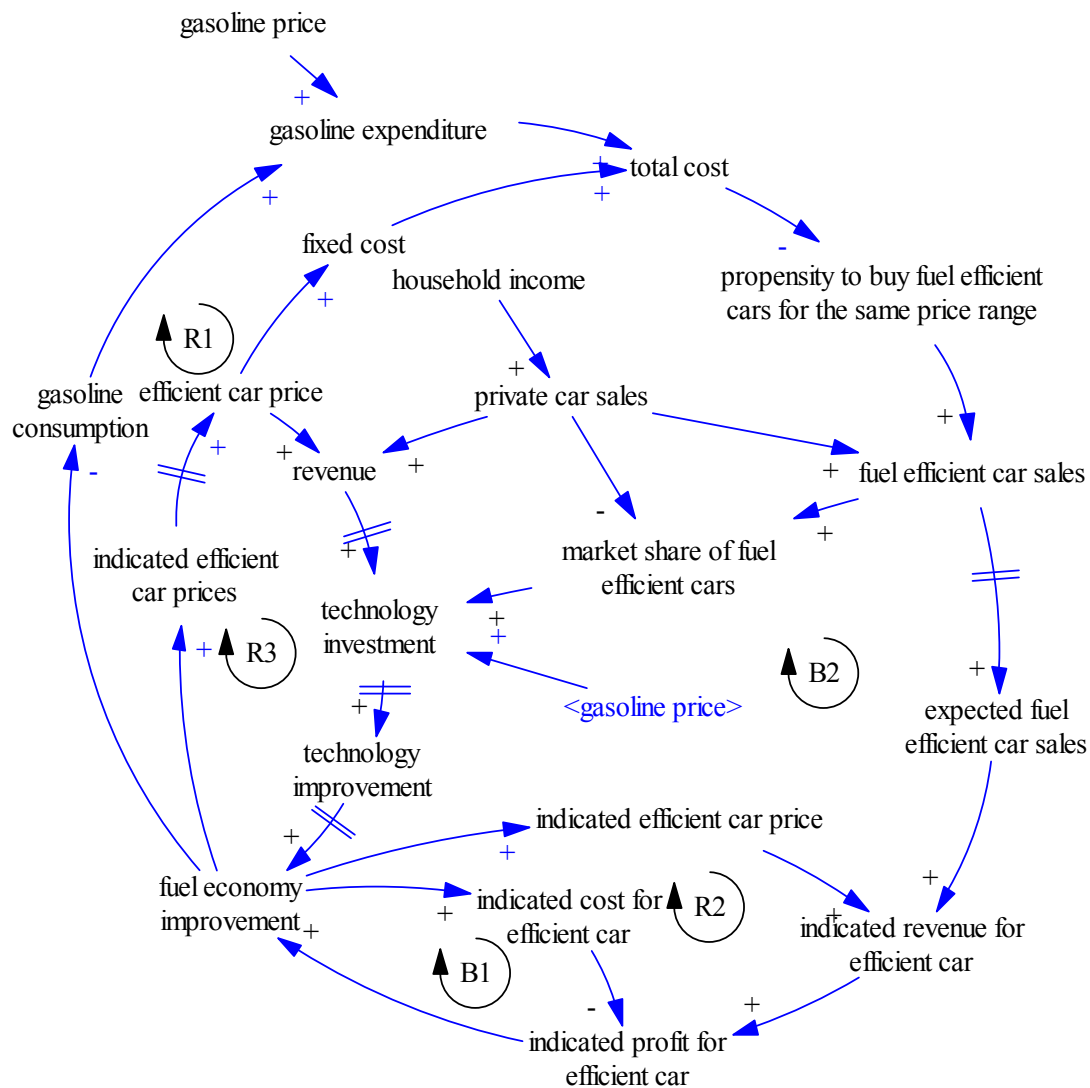 gasoline price
+
gasoline expenditure
+
total cost
+
+
fixed cost
-
household income
propensity to buy fuel efficient
cars for the same price range
+
R1
+
gasoline
consumption
efficient car price
private car sales
+
+
-
+
+
revenue
+
fuel efficient car sales
-
+
+
indicated efficient
car prices
market share of fuel
efficient cars
technology
investment
+
+
+
R3
B2
+
<gasoline price>
+
expected fuel
efficient car sales
technology
improvement
+
indicated efficient car price
+
+
fuel economy
improvement
+
indicated cost for
efficient car
+
R2
+
indicated revenue for
efficient car
B1
-
+
indicated profit for
efficient car